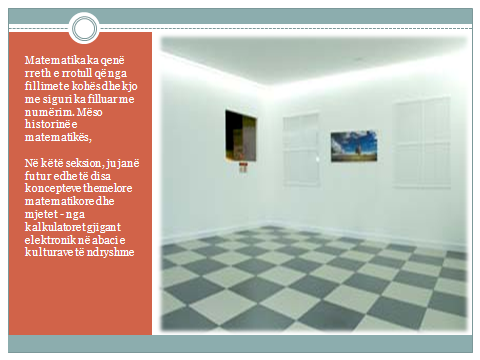 Matematika ka qenë
rreth e rrotull që nga
fillimet e kohës dhe kjo
me siguri ka filluar me
numërim. Mëso
historinë e
matematikës,
Në këtë seksion, ju janë
futur edhe të disa
koncepteve themelore
matematikore dhe
mjetet - nga
kalkulatoret gjigant
elektronik në abaci e
kulturave të ndryshme